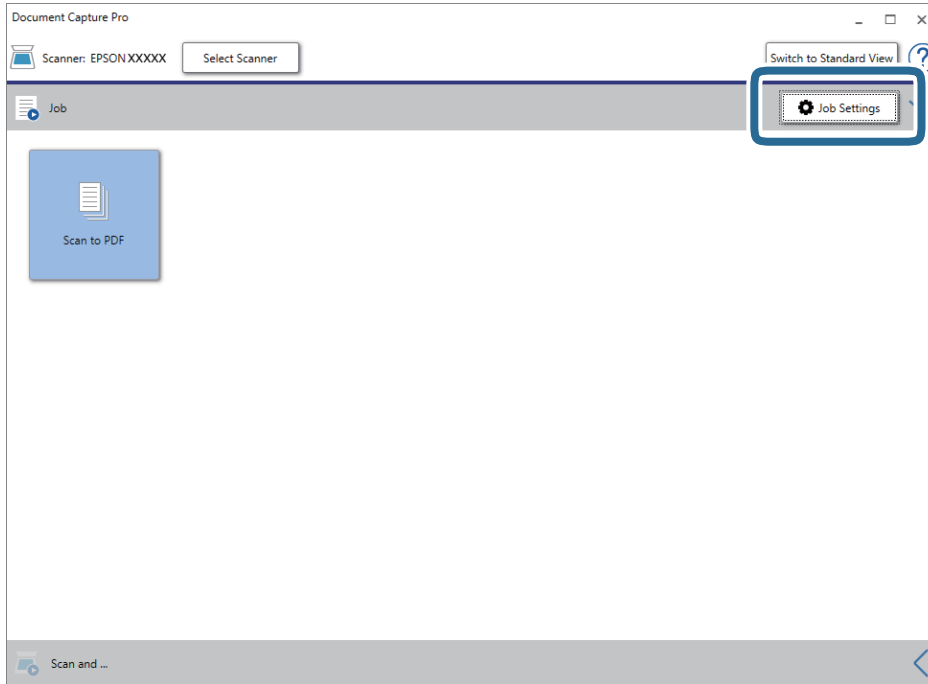 Document Capture Pro
Scanner: EPSON XXXXX Select Scanner Switch to Standard View ?
Job Job Settings
Scan to PDF
Scan and ...